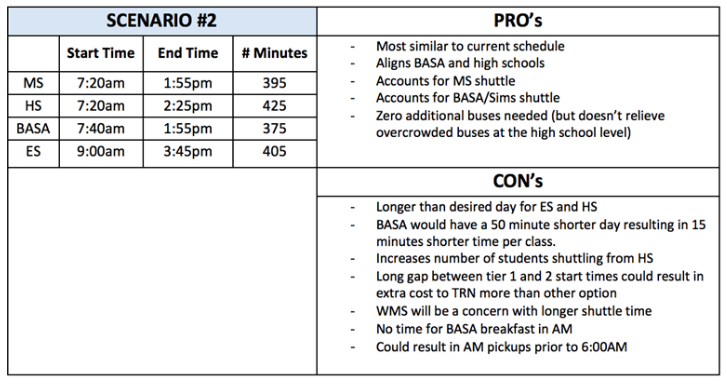 SCENARIO #2
Start Time End Time # Minutes
MS 7:20am 1:55pm 395
HS 7:20am 2:25pm 425
BASA 7:40am 1:55pm 375
ES 9:00am 3:45pm 405
PRO's
- Most similar to current schedule
- Aligns BASA and high schools
- Accounts for MS shuttle
- Accounts for BASA/Sims shuttle
- Zero additional buses needed (but doesn't relieve
overcrowded buses at the high school level)
CON's
- Longer than desired day for ES and HS
- BASA would have a 50 minute shorter day resulting in 15
minutes shorter time per class.
- Increases number of students shuttling from HS
- Long gap between tier 1 and 2 start times could result in
extra cost to TRN more than other option
- WMS will be a concern with longer shuttle time
- No time for BASA breakfast in AM
- Could result in AM pickups prior to 6:00AM